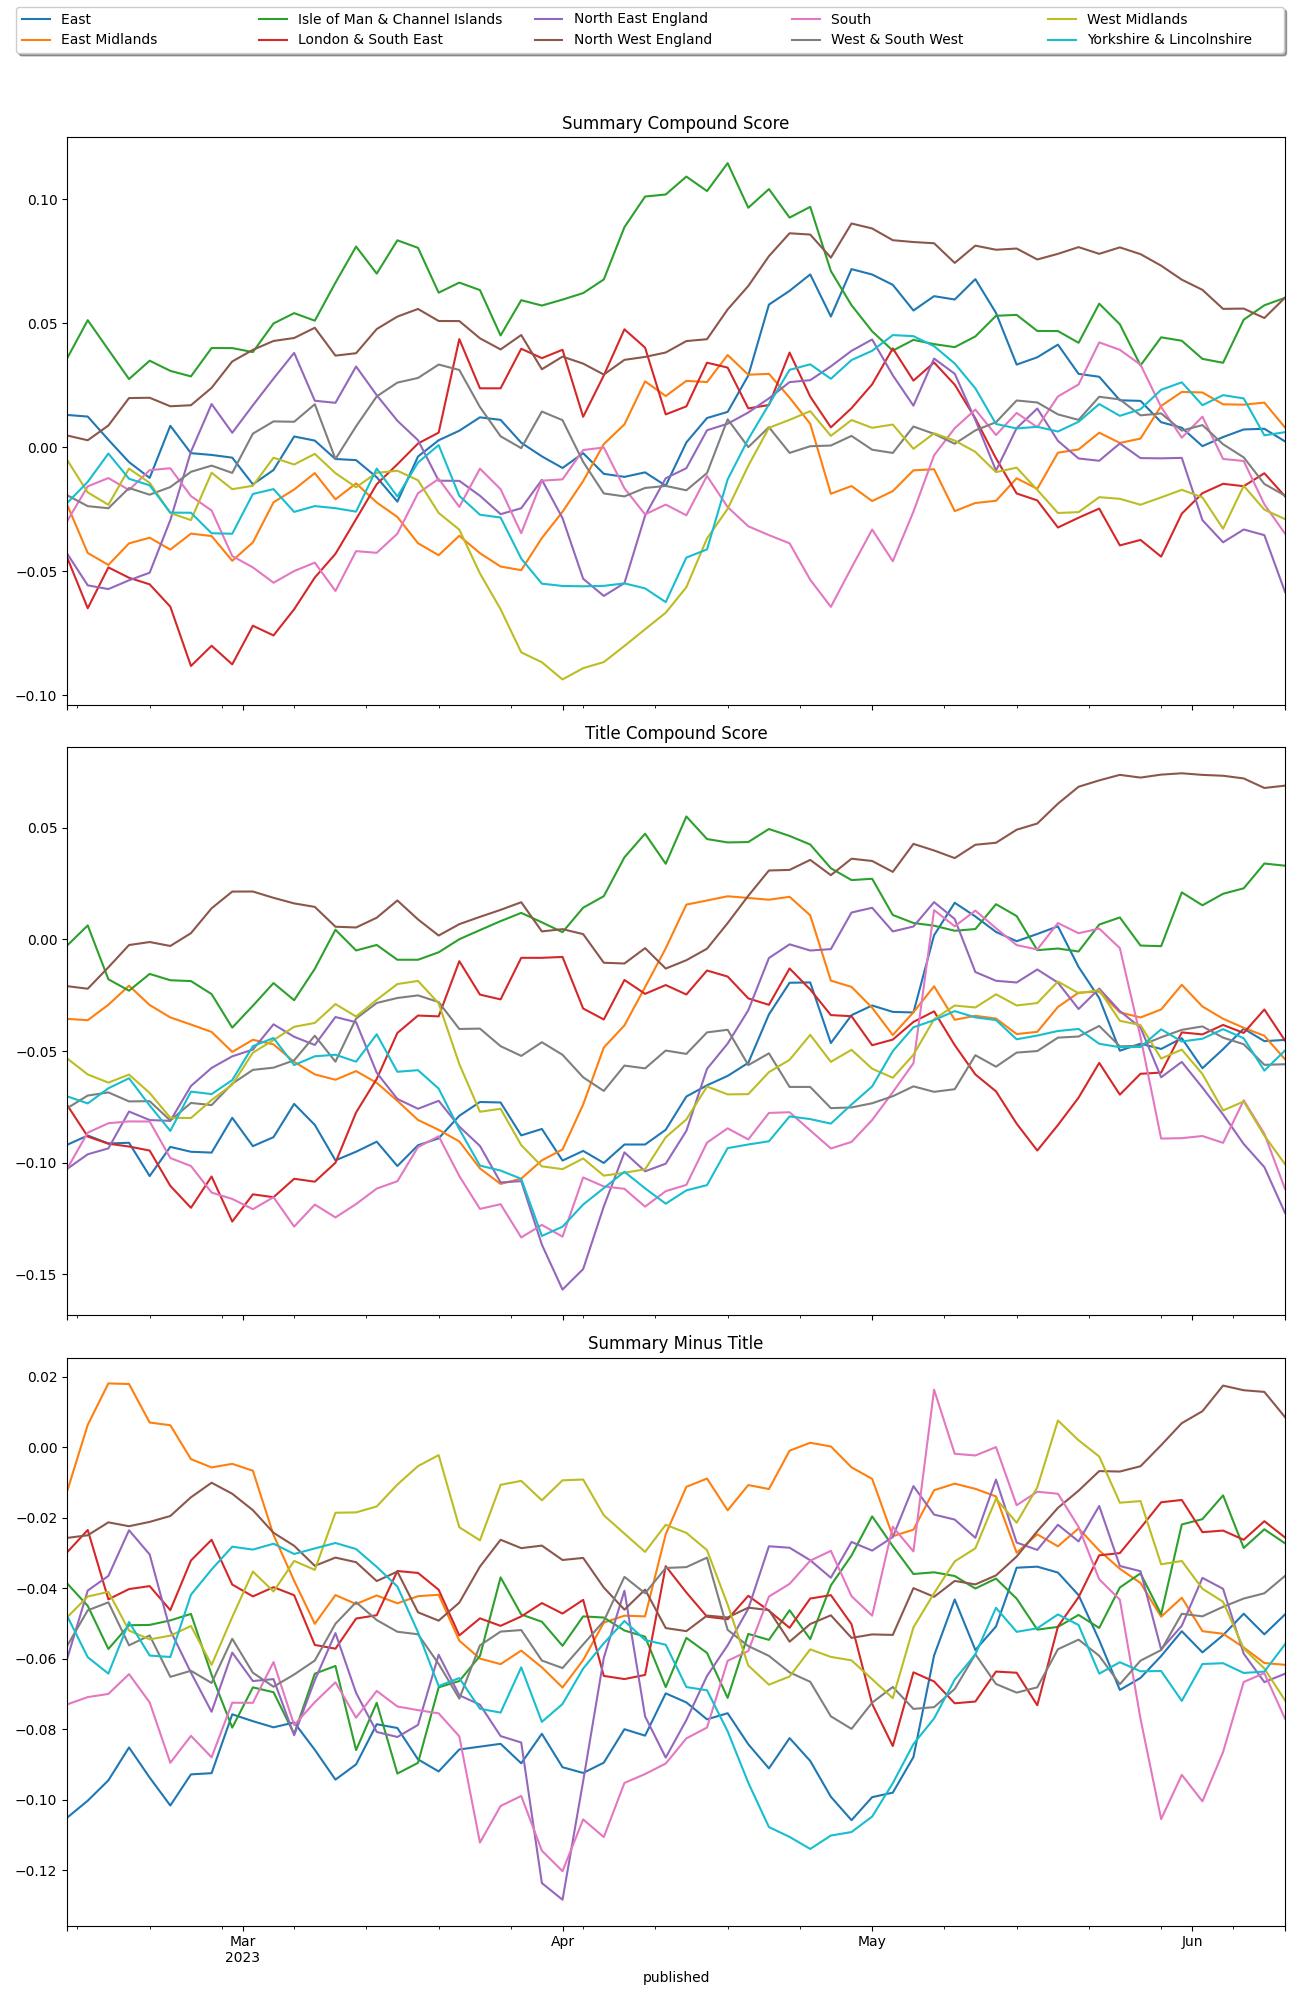 East
Isle of Man & Channel Islands
North East England
South
West Midlands
East Midlands
London & South East
North West England
West & South West
Yorkshire & Lincolnshire
Summary Compound Score
0.10
0.05
0.00
−0.05
−0.10
Title Compound Score
0.05
0.00
−0.05
−0.10
−0.15
Summary Minus Title
0.02
0.00
−0.02
−0.04
−0.06
−0.08
−0.10
−0.12
Mar
2023
Apr
May
Jun
published